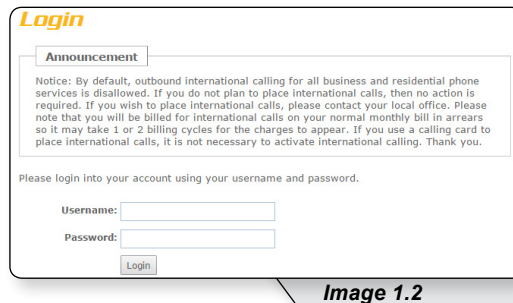 Login
Announcement
Notice: By default, outbound international calling for all business and residential phone
services is disallowed. If you do not plan to place international calls, then no action is
required. If you wish to place international calls, please contact your local office. Please
note that you will be billed for international calls on your normal monthly bill in arrears
so it may take 1 or 2 billing cycles for the charges to appear. If you use a calling card to
place international calls, it is not necessary to activate international calling. Thank you.
Please login into your account using your username and password.
Username:
Password:
Login
Image 1.2